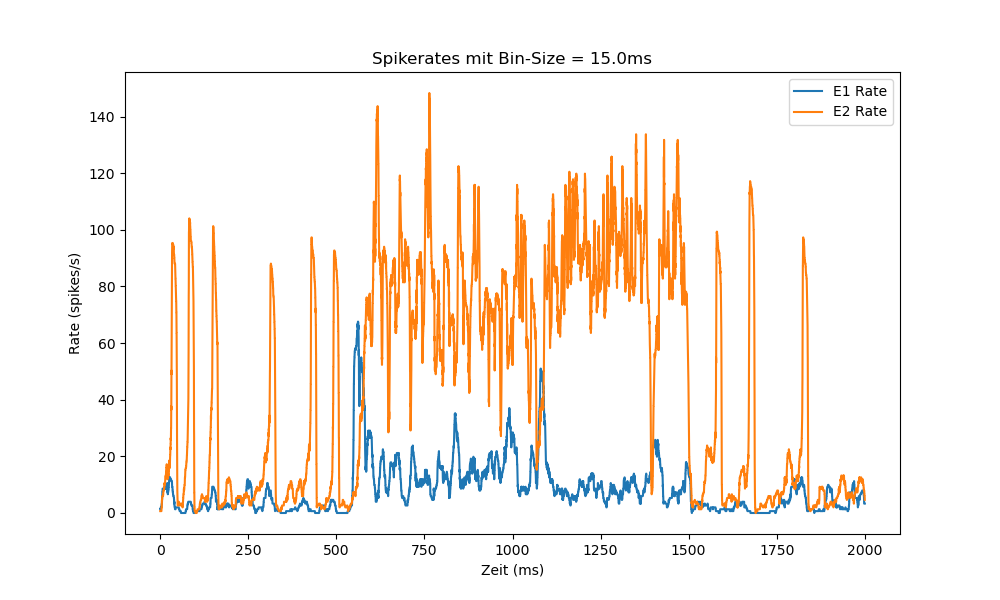 Spikerates mit Bin-Size = 15.0ms
E1 Rate
E2 Rate
Rate (spikes/s)
140
120
100
80
60
40
20
0
0 250 500 750 1000 1250 1500 1750 2000
Zeit (ms)